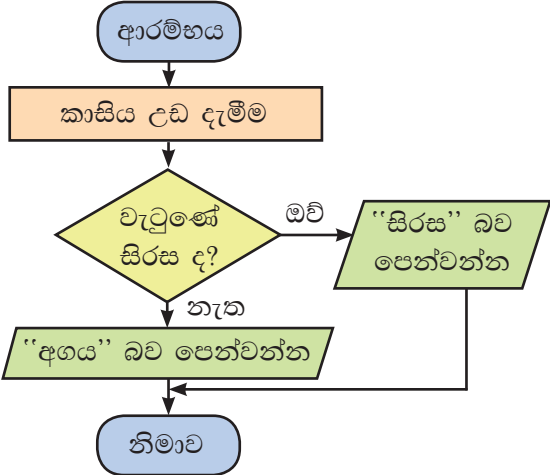 ආරම්භය
කාසිය උඩ දැමීම
වැටුණේ
සිරස ද?
ඔව්
‘‘සිරස’’ බව
පෙන්වන්න
නැත
‘‘අගය’’ බව පෙන්වන්න
නිමාව